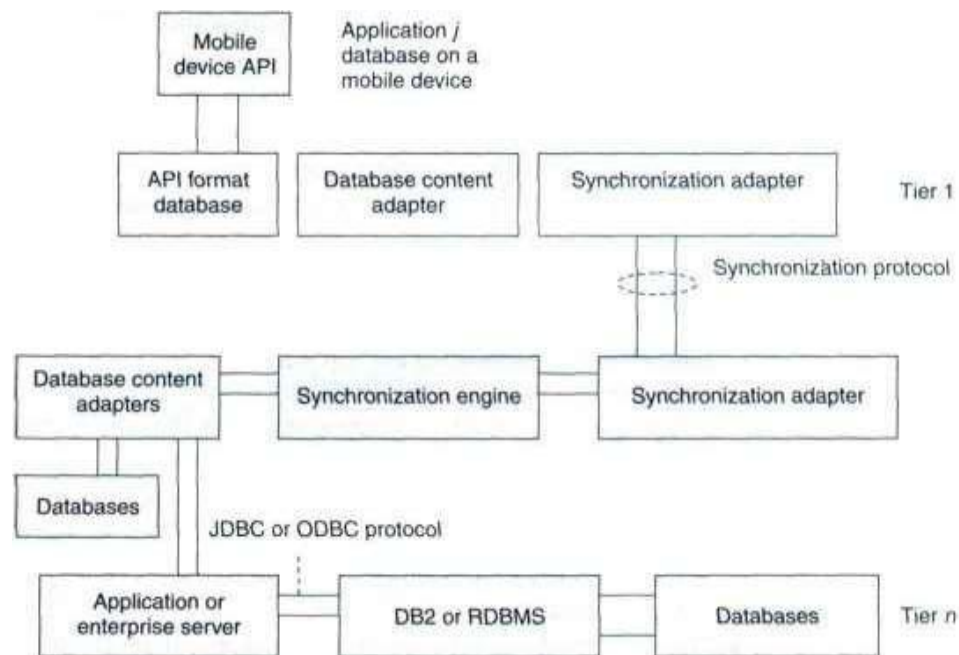 Mobile
device API
Application j
database on a
mobile device
API format
database
Database content
adapter
Synchronization adapter
Tier 1
Synchronization protocol
Database content
adapters
Synchronization engine
Synchronization adapter
Databases
JDBC or ODBC protocol
Application or
enterprise server
DB2 or RDBMS
Databases
Tier n